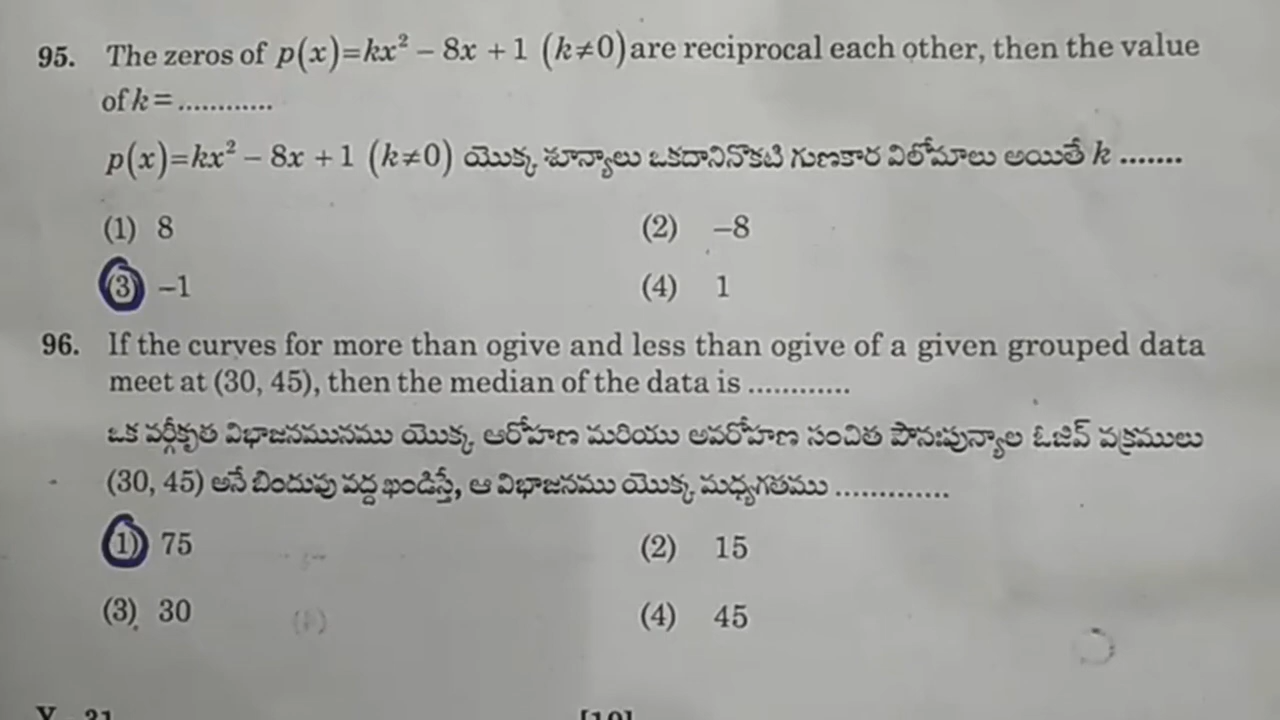 95. The zeros of p(x)=kx² – 8x + 1 (k≠0) are reciprocal each other, then the value
of k = ............
p(x)=kx² – 8x + 1 (k≠0) యొక్క శూన్యాలు ఒకదానినొకటి గుణకార విలోమాలు అయితే k .......
(1) 8 (2) –8
(3) –1 (4) 1
96. If the curves for more than ogive and less than ogive of a given grouped data
meet at (30, 45), then the median of the data is ............
ఒక వర్గీకృత విభాజనమునము యొక్క ఆరోహణ మరియు అవరోహణ సంచిత పౌనఃపున్యాల ఓజివ్ వక్రములు
(30, 45) అనే బిందువు వద్ద ఖండిస్తే, ఆ విభాజనము యొక్క మధ్యగతము .............
(1) 75 (2) 15
(3) 30 (4) 45